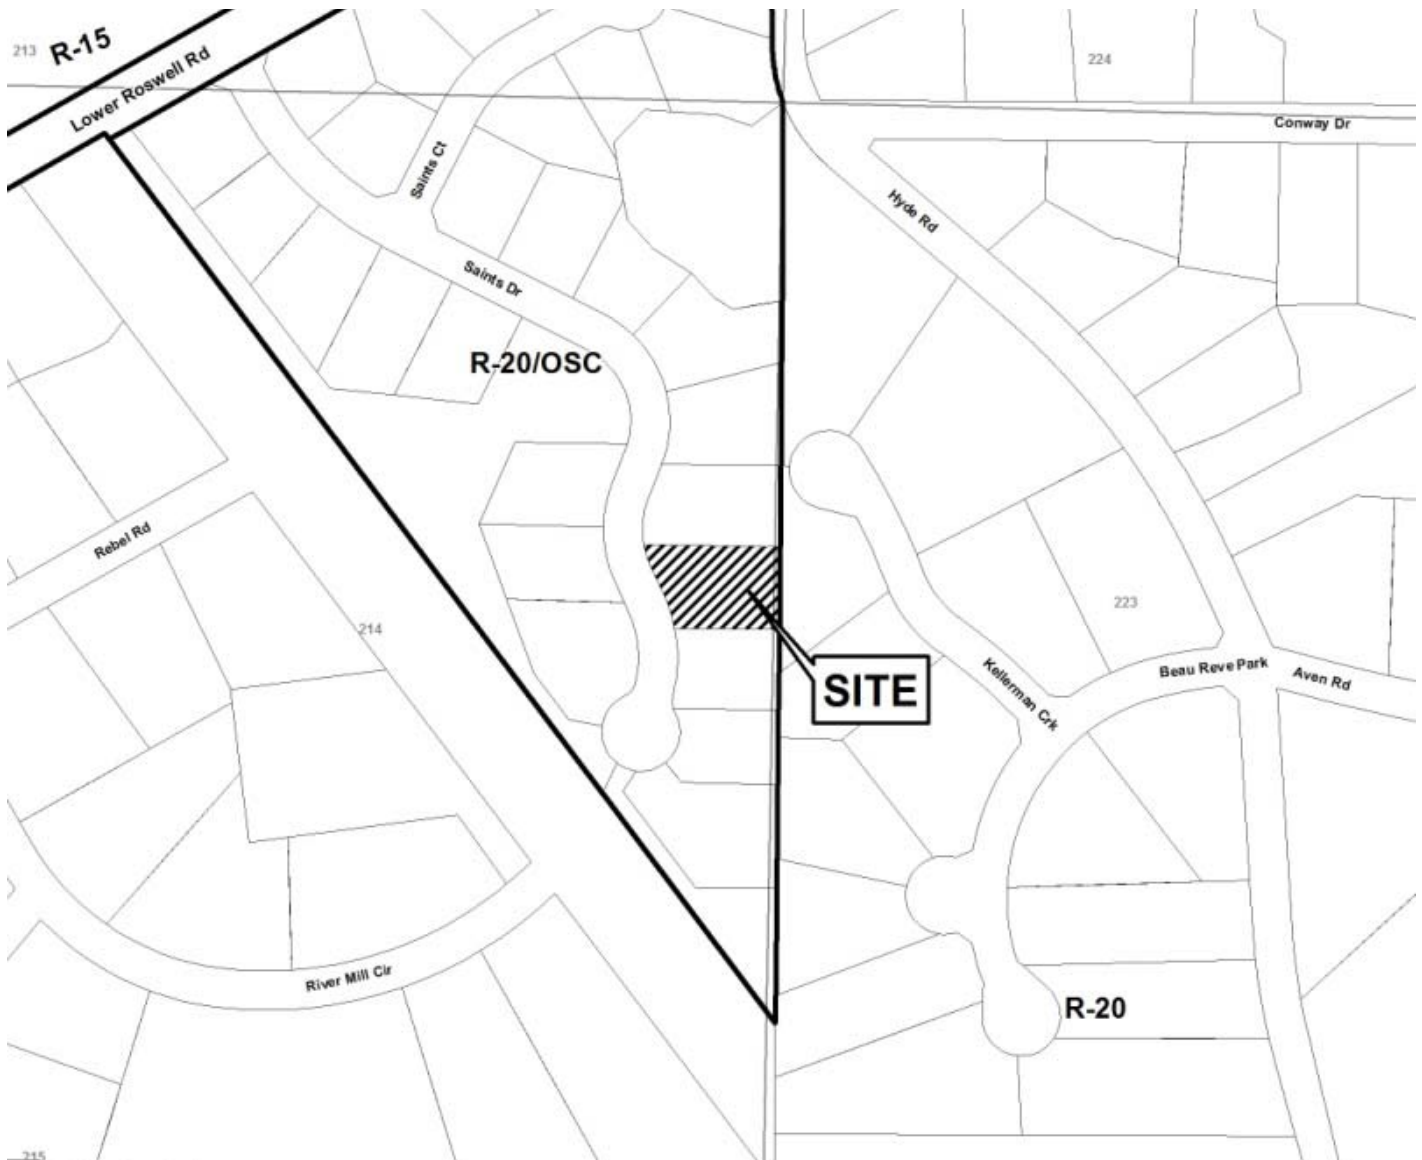 213
R-15
Lower Roswell Rd
224
Conway Dr
Saints Ct
Hyde Rd
Saints Dr
R-20/OSC
Rebel Rd
214
223
SITE
Kellerman Crk
Beau Reve Park
Aven Rd
River Mill Cir
R-20
215